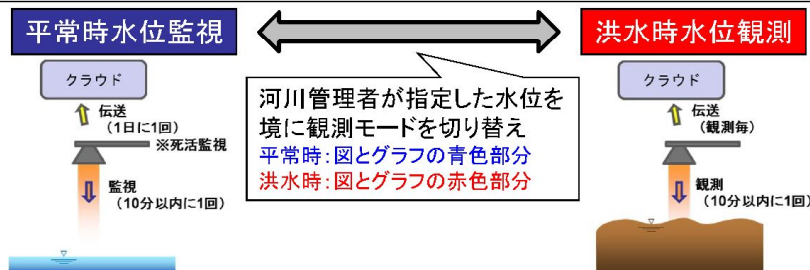 平常時水位監視
洪水時水位観測
クラウド
伝送
(1日に1回)
※死活監視
監視
(10分以内に1回)
河川管理者が指定した水位を
境に観測モードを切り替え
平常時:図とグラフの青色部分
洪水時:図とグラフの赤色部分
クラウド
伝送
(観測毎)
観測
(10分以内に1回)